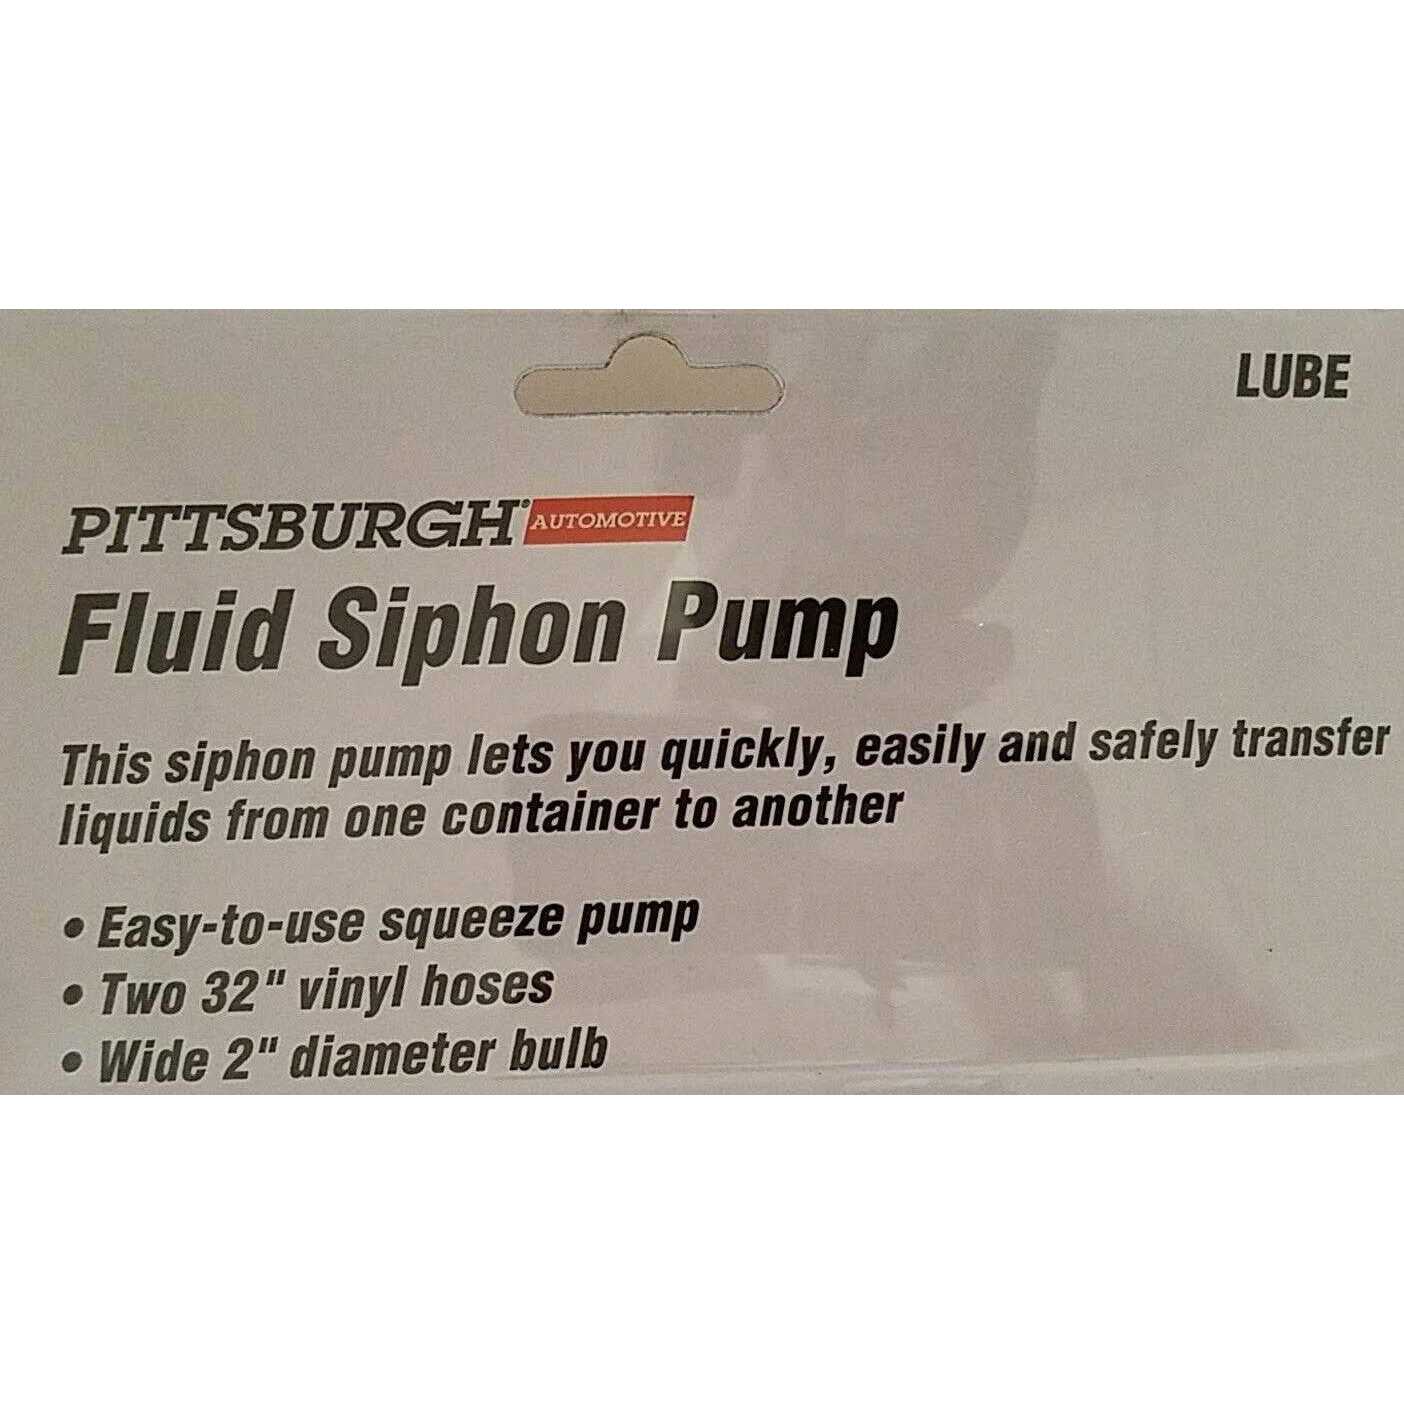 LUBE
PITTSBURGH® AUTOMOTIVE
Fluid Siphon Pump
This siphon pump lets you quickly, easily and safely transfer
liquids from one container to another
• Easy-to-use squeeze pump
• Two 32" vinyl hoses
• Wide 2" diameter bulb